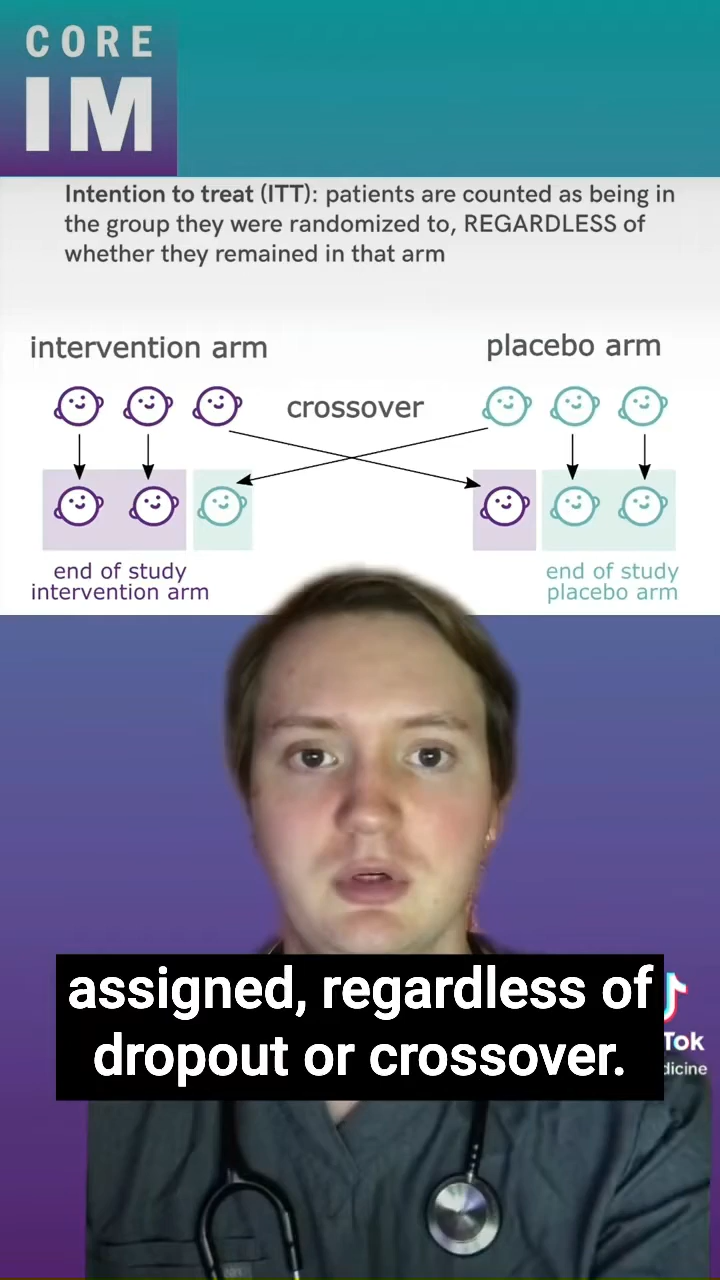 CORE
IM
Intention to treat (ITT): patients are counted as being in
the group they were randomized to, REGARDLESS of
whether they remained in that arm
intervention arm
placebo arm
crossover
end of study
intervention arm
end of study
placebo arm
assigned, regardless of
dropout or crossover.
Tok
dicine